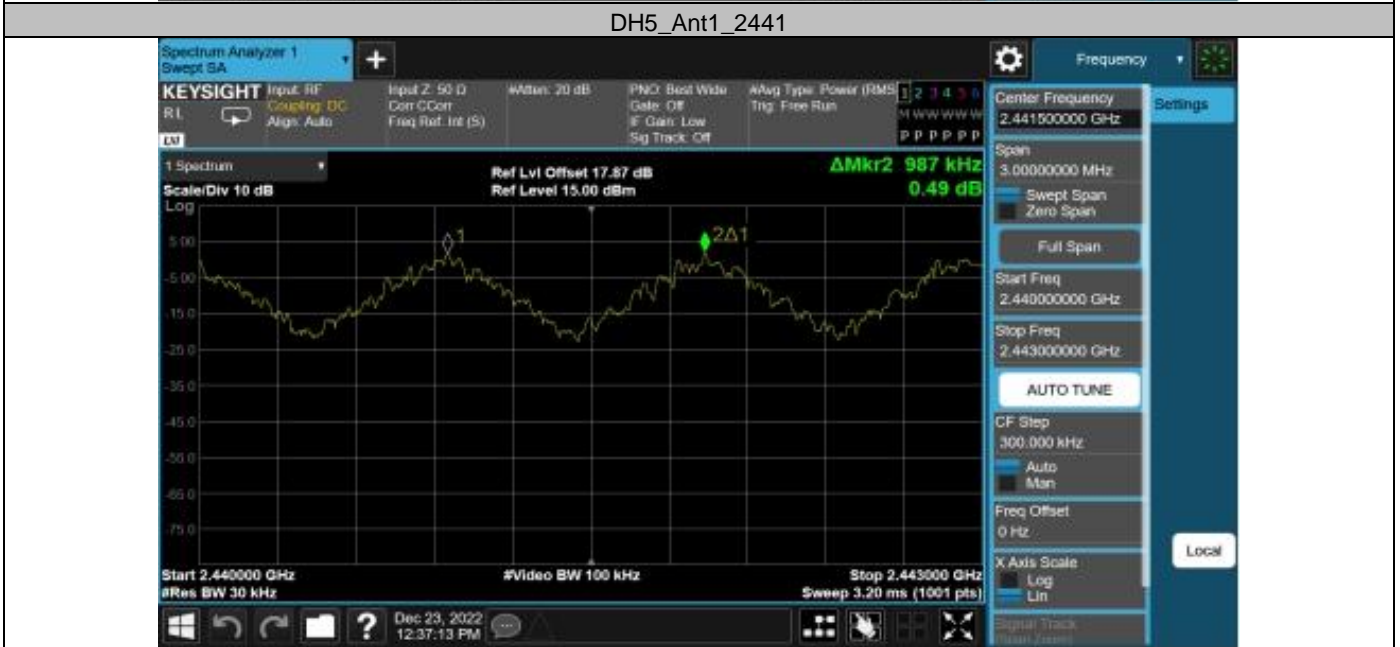 DH5_Ant1_2441
Spectrum Analyzer 1
Swept SA
+
Frequency
KEYSIGHT
RL
LXI
Input: RF
Coupling: DC
Align: Auto
Input Z: 50 Ω
Corr CCorr
Freq Ref: Int (S)
#Atten: 20 dB
PNO: Best Wide
Gate: Off
IF Gain: Low
Sig Track: Off
#Avg Type: Power (RMS
Trig: Free Run
1 2 3 4 5 6
M W W W W W
P P P P P P
1 Spectrum
Scale/Div 10 dB
Log
Ref Lvl Offset 17.87 dB
Ref Level 15.00 dBm
ΔMkr2 987 kHz
0.49 dB
1
2Δ1
5.00
-5.00
-15.0
-25.0
-35.0
-45.0
-55.0
-65.0
-75.0
Start 2.440000 GHz
#Res BW 30 kHz
#Video BW 100 kHz
Stop 2.443000 GHz
Sweep 3.20 ms (1001 pts)
Center Frequency
2.441500000 GHz
Settings
Span
3.00000000 MHz
Swept Span
Zero Span
Full Span
Start Freq
2.440000000 GHz
Stop Freq
2.443000000 GHz
AUTO TUNE
CF Step
300.000 kHz
Auto
Man
Freq Offset
0 Hz
X Axis Scale
Log
Lin
Local
Signal Track
(Span Zoom)
?
Dec 23, 2022
12:37:13 PM